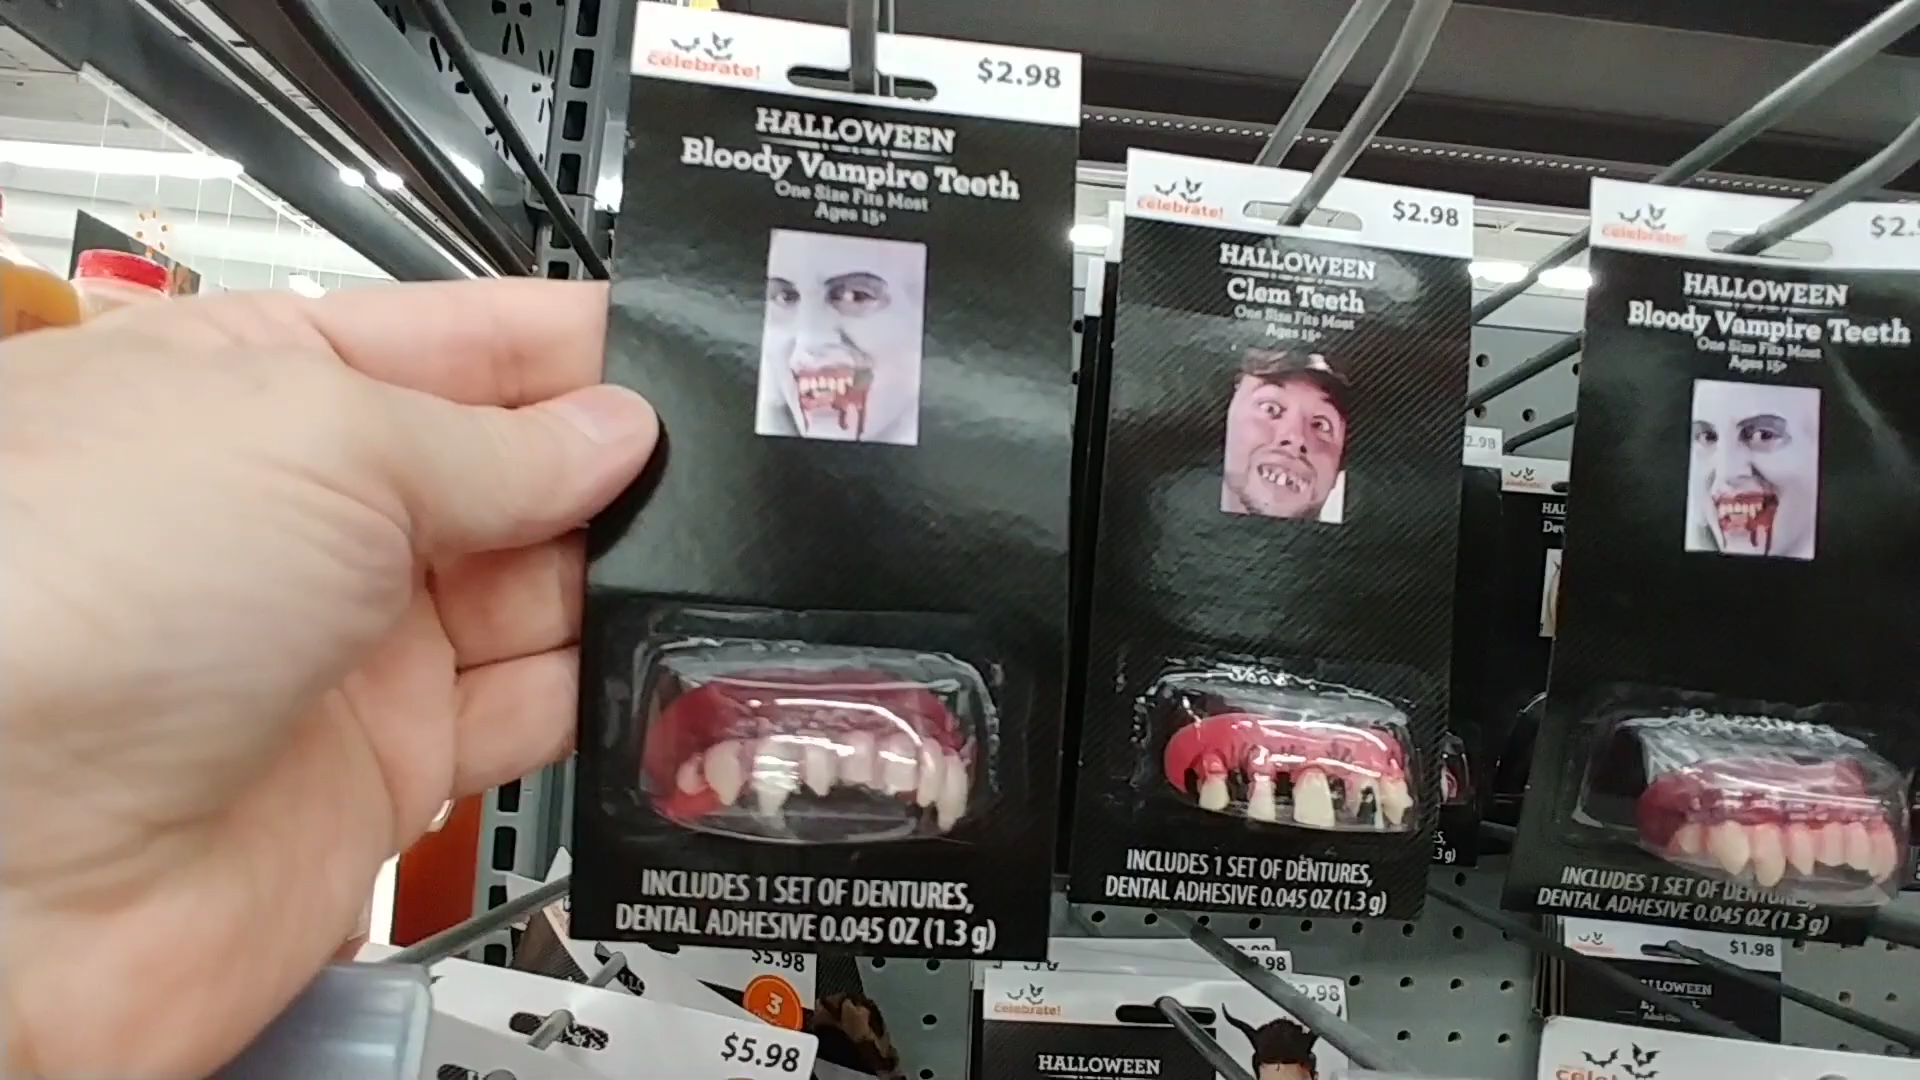 celebrate!
$2.98
HALLOWEEN
Bloody Vampire Teeth
One Size Fits Most
Ages 15+
INCLUDES 1 SET OF DENTURES,
DENTAL ADHESIVE 0.045 OZ (1.3 g)
celebrate!
$2.98
HALLOWEEN
Clem Teeth
One Size Fits Most
Ages 15+
INCLUDES 1 SET OF DENTURES,
DENTAL ADHESIVE 0.045 OZ (1.3 g)
celebrate!
HALLOWEEN
Bloody Vampire Teeth
One Size Fits Most
Ages 15+
INCLUDES 1 SET OF DENTURES,
DENTAL ADHESIVE 0.045 OZ (1.3 g)
2.98
$5.98
3
$5.98
celebrate!
HALLOWEEN
$1.98